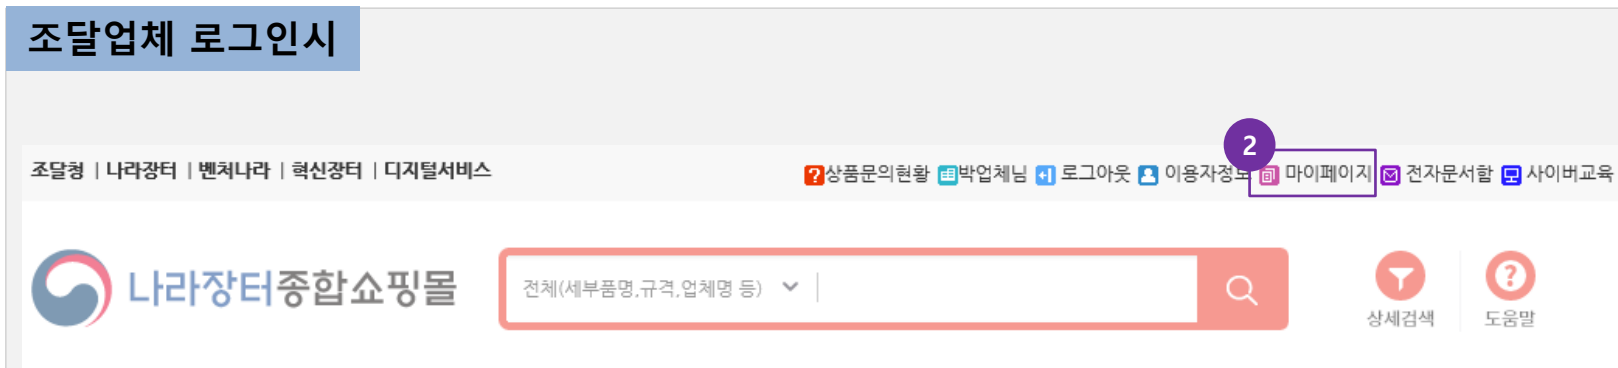 조달업체 로그인시
2
조달청 | 나라장터 | 벤처나라 | 혁신장터 | 디지털서비스
?상품문의현황 박업체님 로그아웃 이용자정보 마이페이지 전자문서함 사이버교육
나라장터종합쇼핑몰
전체(세부품명,규격,업체명 등)
?
상세검색
도움말